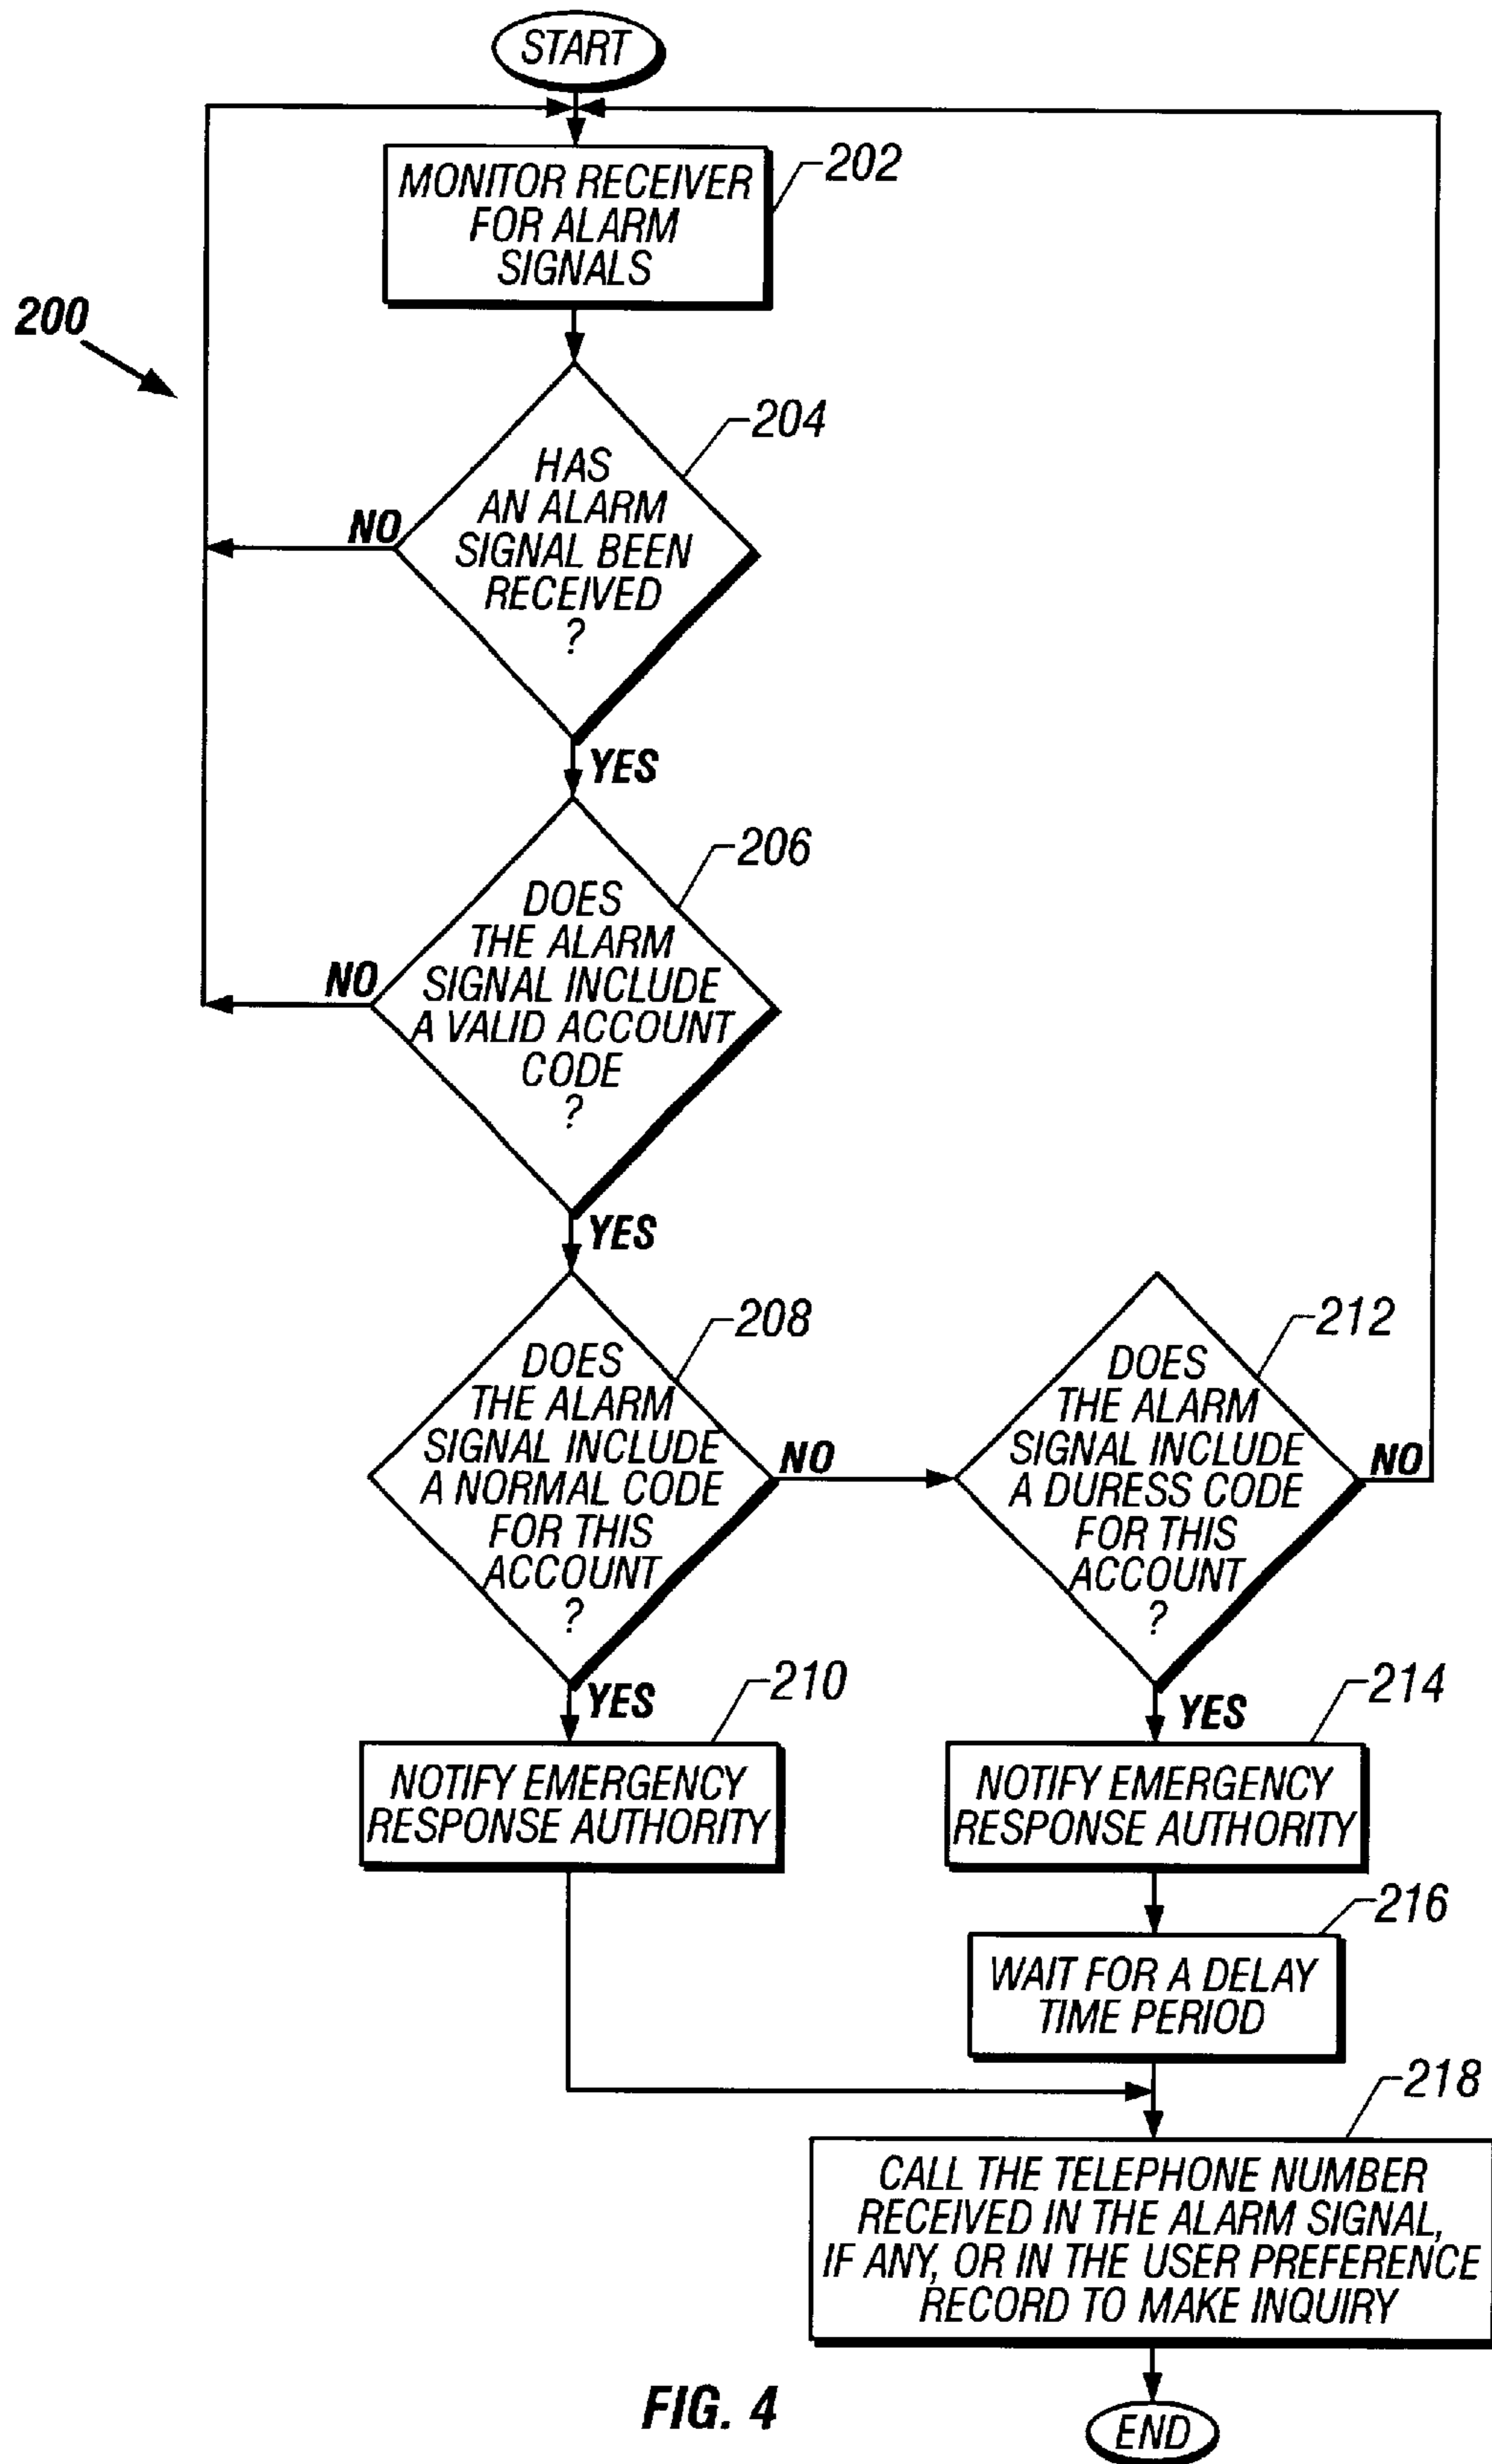 START
MONITOR RECEIVER
FOR ALARM
SIGNALS
202
200
HAS
AN ALARM
SIGNAL BEEN
RECEIVED
?
204
NO
YES
DOES
THE ALARM
SIGNAL INCLUDE
A VALID ACCOUNT
CODE
?
206
NO
YES
DOES
THE ALARM
SIGNAL INCLUDE
A NORMAL CODE
FOR THIS
ACCOUNT
?
208
NO
YES
DOES
THE ALARM
SIGNAL INCLUDE
A DURESS CODE
FOR THIS
ACCOUNT
?
212
NO
YES
NOTIFY EMERGENCY
RESPONSE AUTHORITY
210
NOTIFY EMERGENCY
RESPONSE AUTHORITY
214
WAIT FOR A DELAY
TIME PERIOD
216
CALL THE TELEPHONE NUMBER
RECEIVED IN THE ALARM SIGNAL,
IF ANY, OR IN THE USER PREFERENCE
RECORD TO MAKE INQUIRY
218
END
FIG. 4